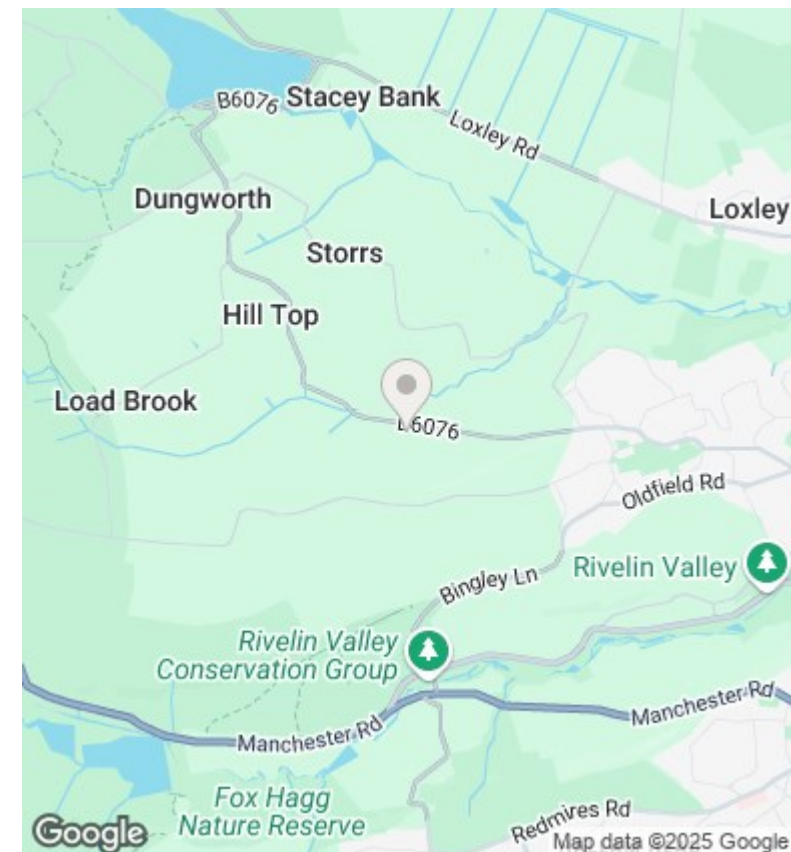 B6076
Stacey Bank
Loxley Rd
Dungworth
Loxley
Storrs
Hill Top
Load Brook
B6076
Oldfield Rd
Bingley Ln
Rivelin Valley
Rivelin Valley
Conservation Group
Manchester Rd
Manchester Rd
Fox Hagg
Nature Reserve
Redmires Rd
Google
Map data ©2025 Google